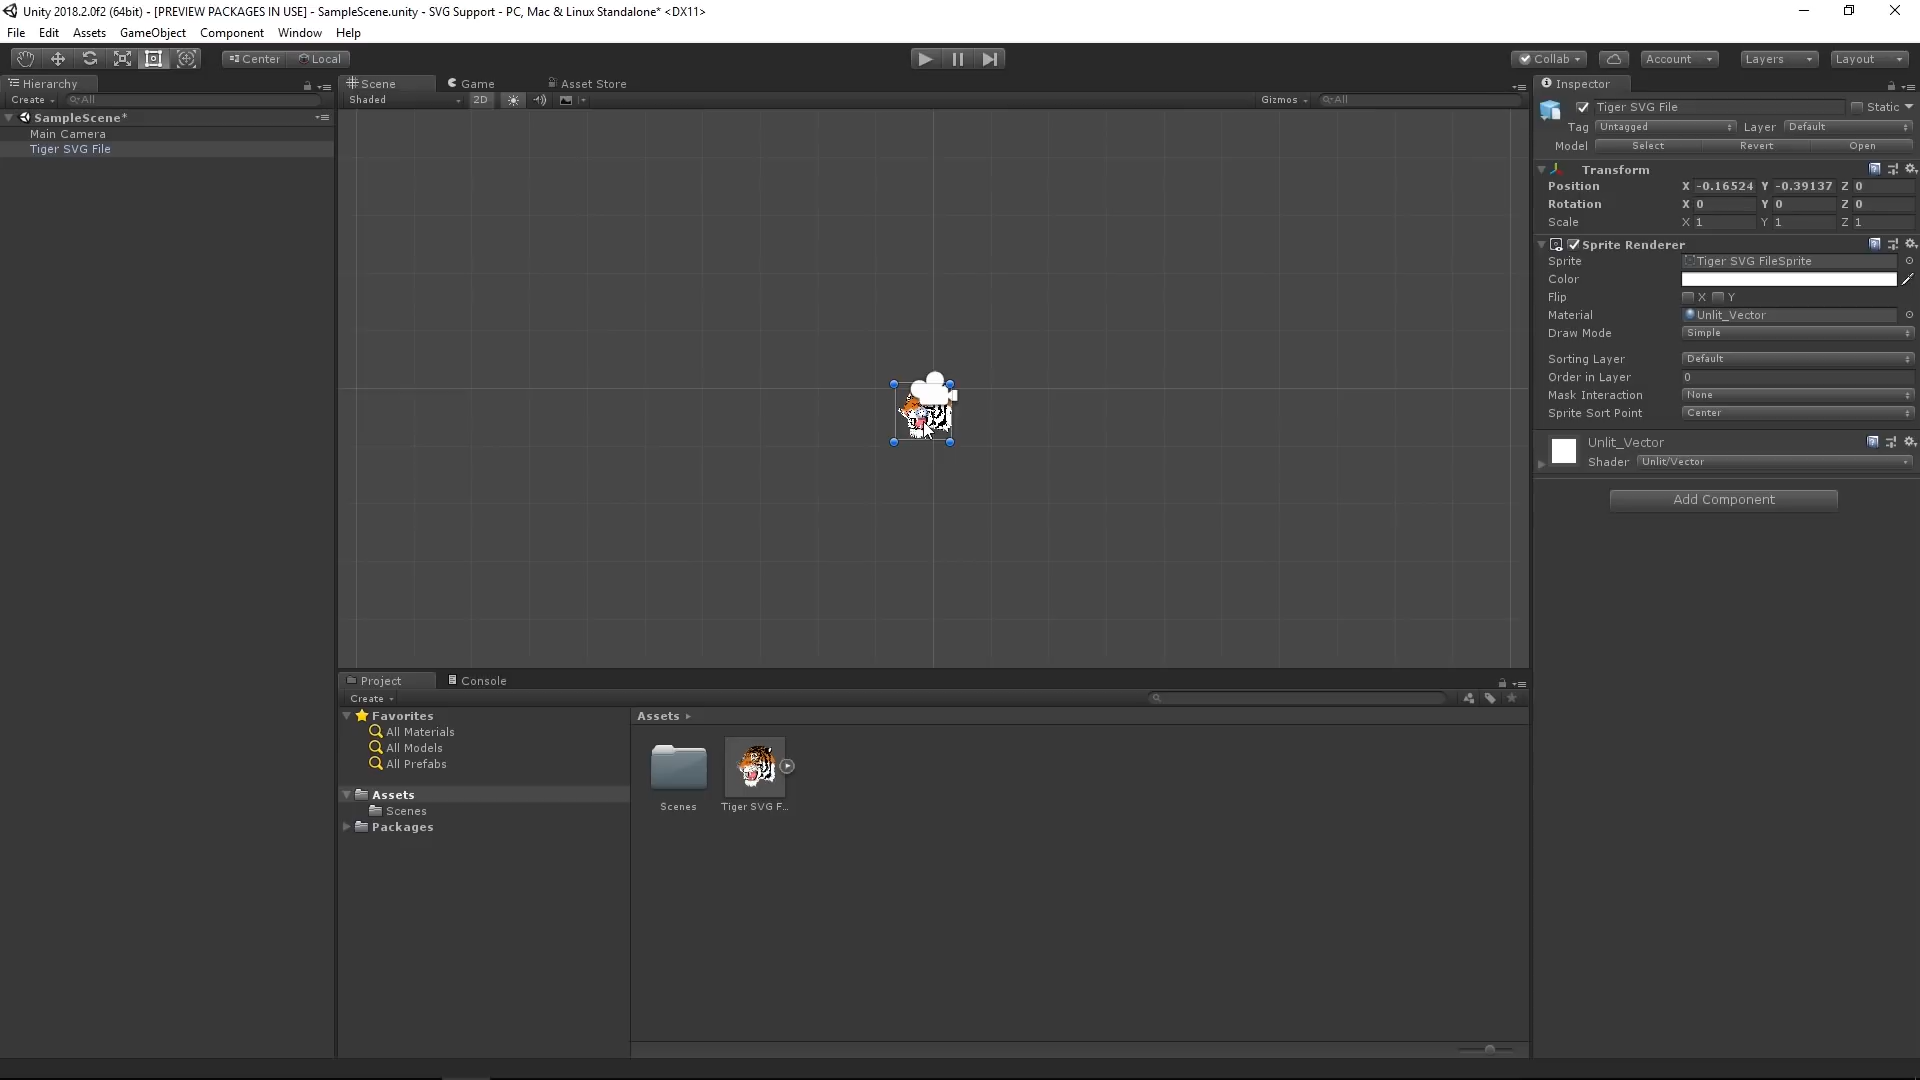 Unity 2018.2.0f2 (64bit) - [PREVIEW PACKAGES IN USE] - SampleScene.unity - SVG Support - PC, Mac & Linux Standalone* <DX11>
File Edit Assets GameObject Component Window Help
Center Local Collab Account Layers Layout
Hierarchy
Create All
SampleScene*
Main Camera
Tiger SVG File
Scene Game Asset Store
Shaded 2D Gizmos All
Inspector
Tiger SVG File Static
Tag Untagged Layer Default
Model Select Revert Open
Transform
Position X -0.16524 Y -0.39137 Z 0
Rotation X 0 Y 0 Z 0
Scale X 1 Y 1 Z 1
Sprite Renderer
Sprite Tiger SVG FileSprite
Color
Flip X Y
Material Unlit_Vector
Draw Mode Simple
Sorting Layer Default
Order in Layer 0
Mask Interaction None
Sprite Sort Point Center
Unlit_Vector
Shader Unlit/Vector
Add Component
Project Console
Create
Favorites
All Materials
All Models
All Prefabs
Assets
Scenes
Packages
Assets
Scenes Tiger SVG F...